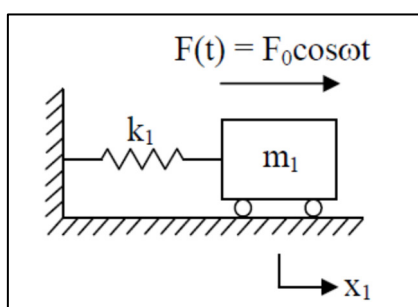 F(t) = F₀cosωt
k₁
m₁
x₁